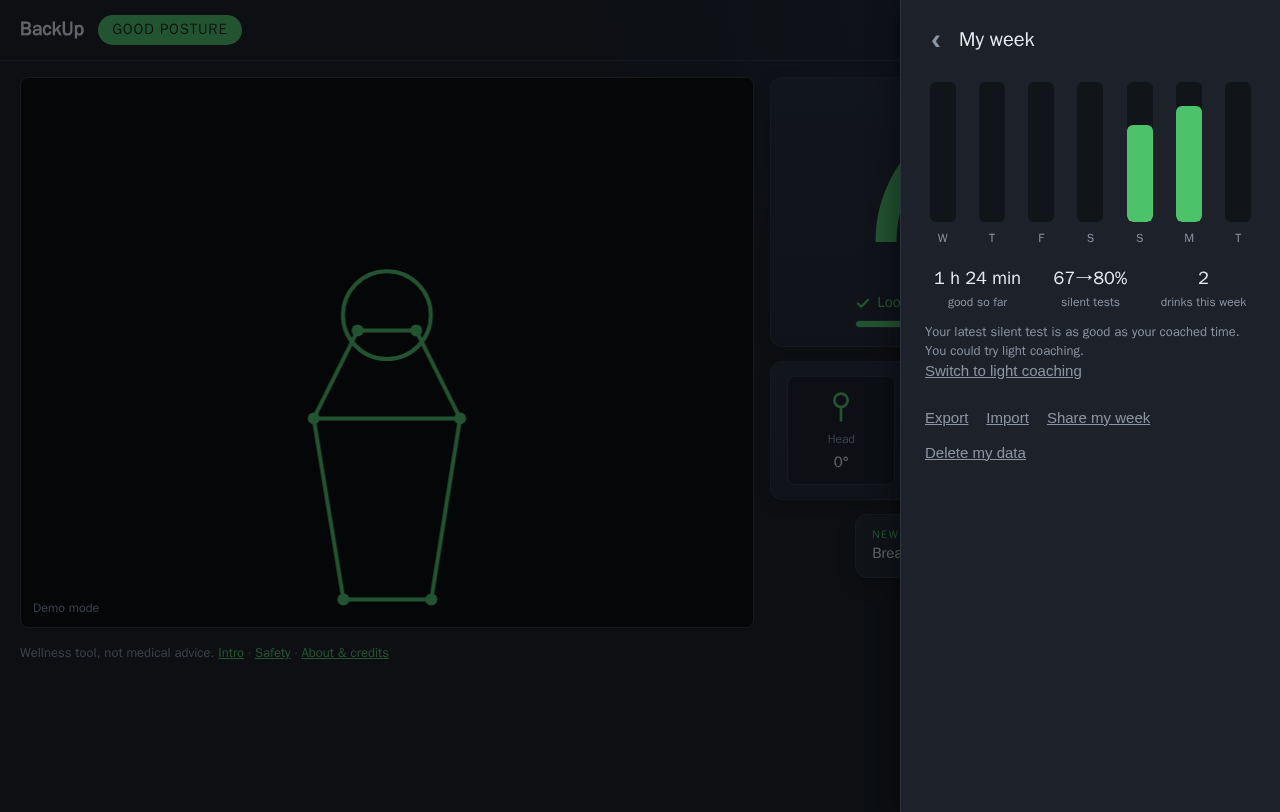 BackUp GOOD POSTURE
Demo mode
Wellness tool, not medical advice. Intro · Safety · About & credits
Head
0°
NEW
‹ My week
W T F S S M T
1 h 24 min 67→80% 2
good so far silent tests drinks this week
Your latest silent test is as good as your coached time.
You could try light coaching.
Switch to light coaching
Export Import Share my week
Delete my data